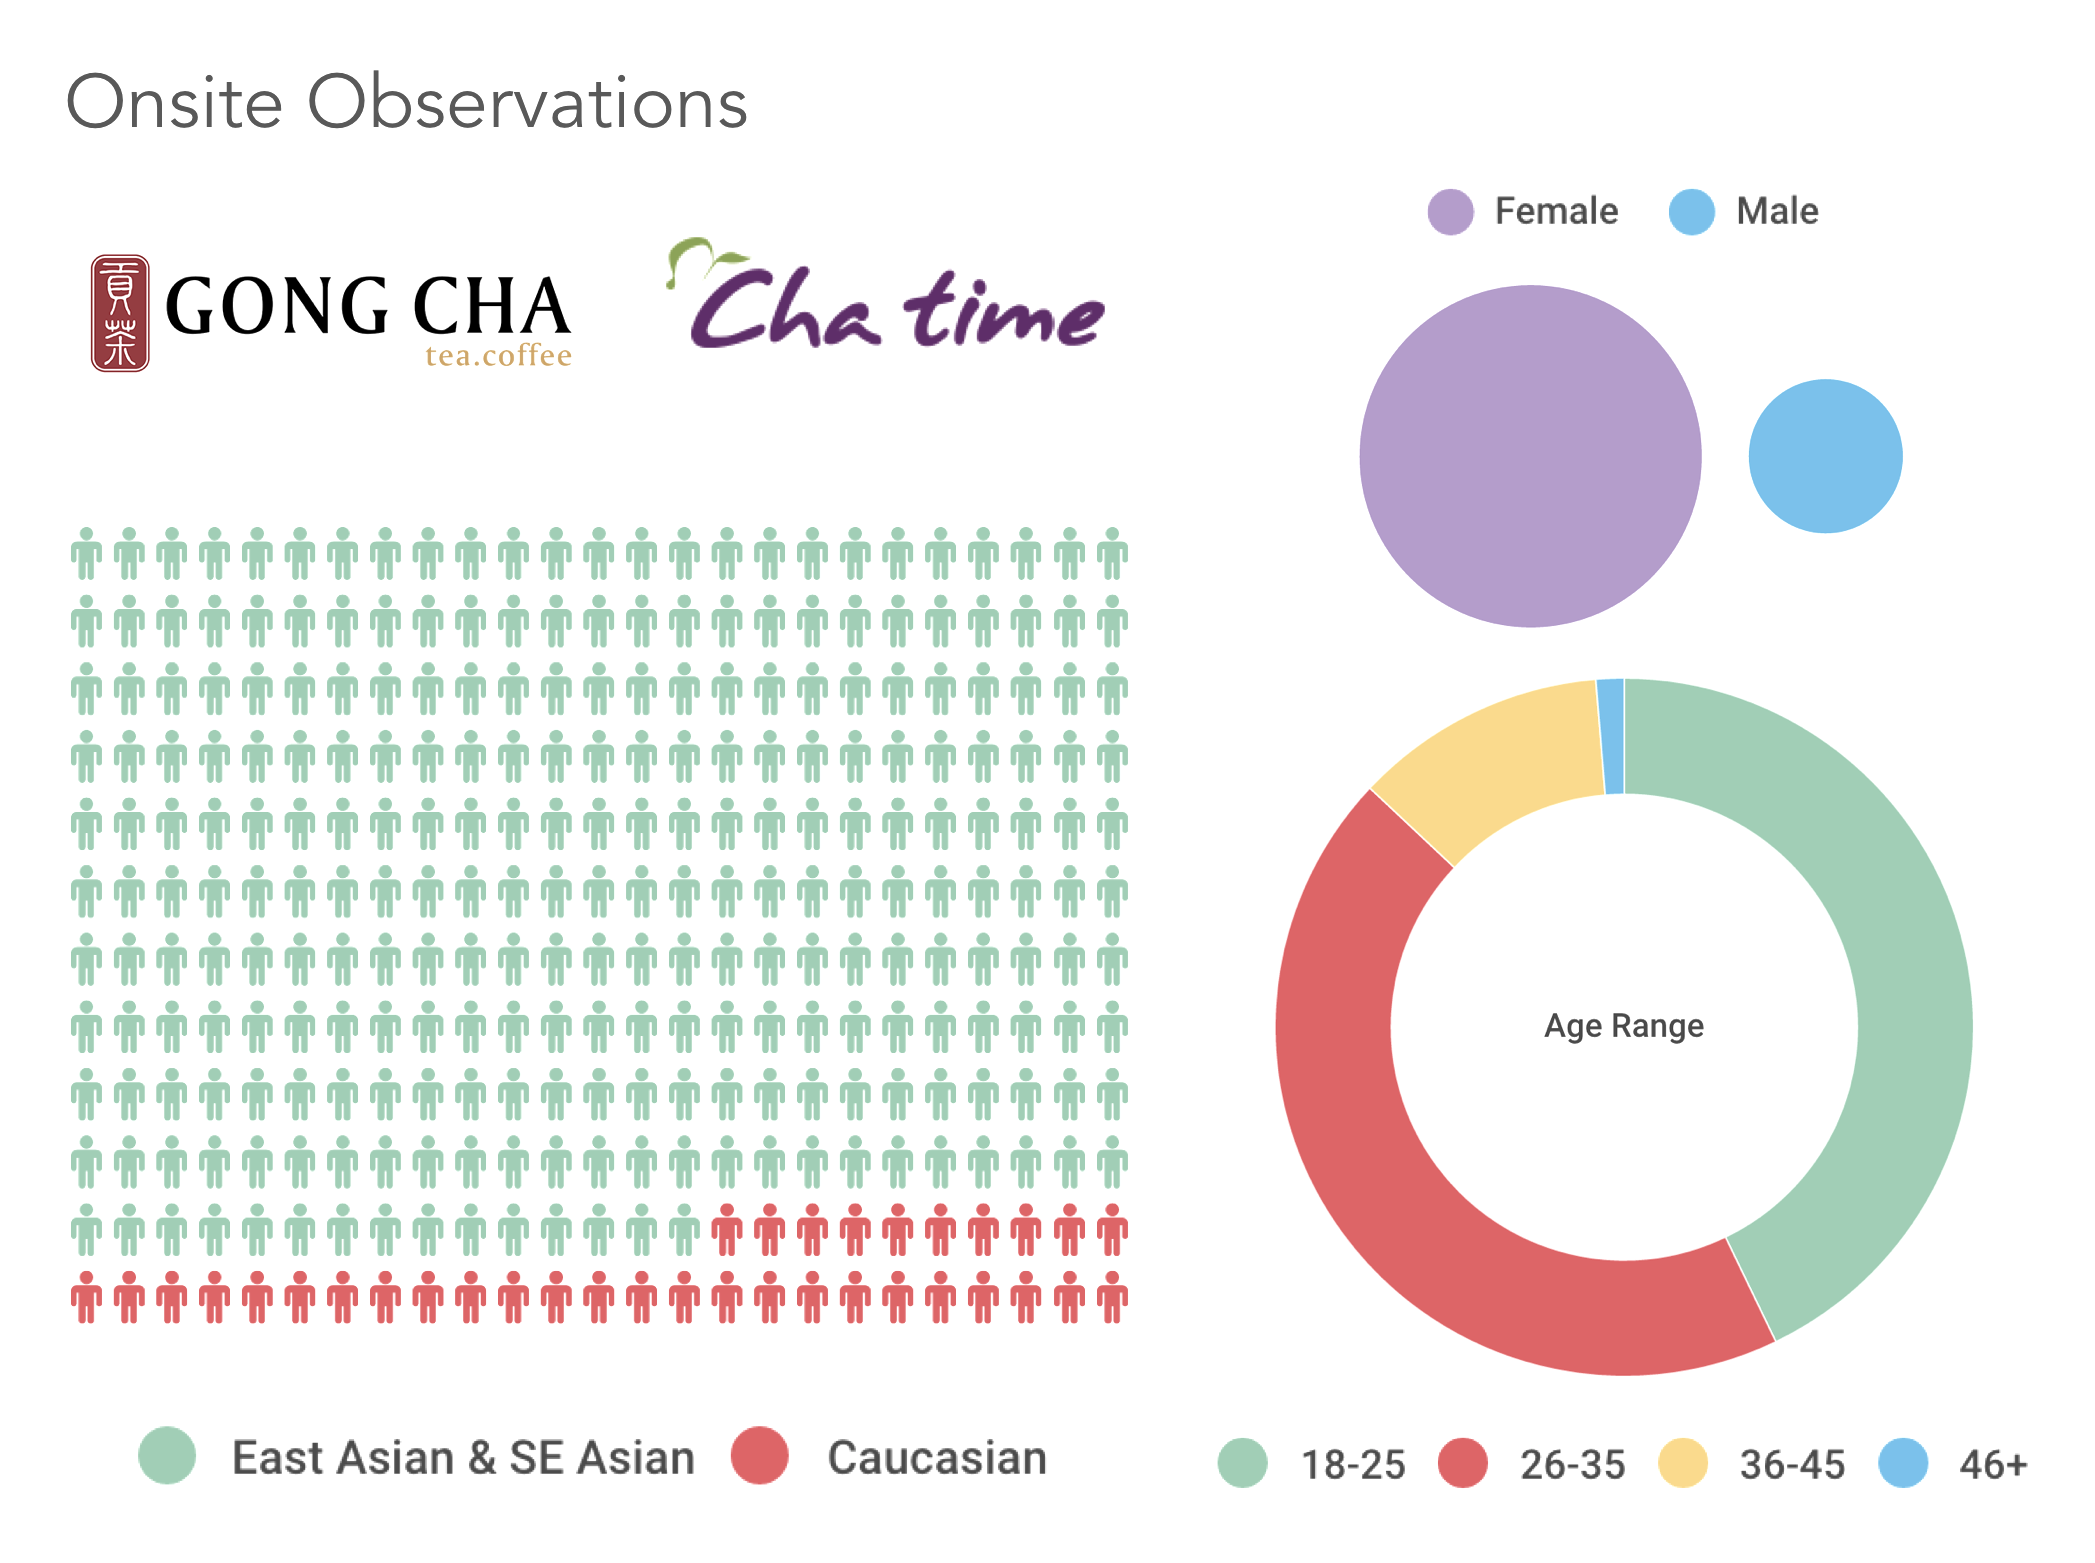 Onsite Observations
貢茶
GONG CHA
tea.coffee
Cha time
Female
Male
Age Range
East Asian & SE Asian
Caucasian
18-25
26-35
36-45
46+